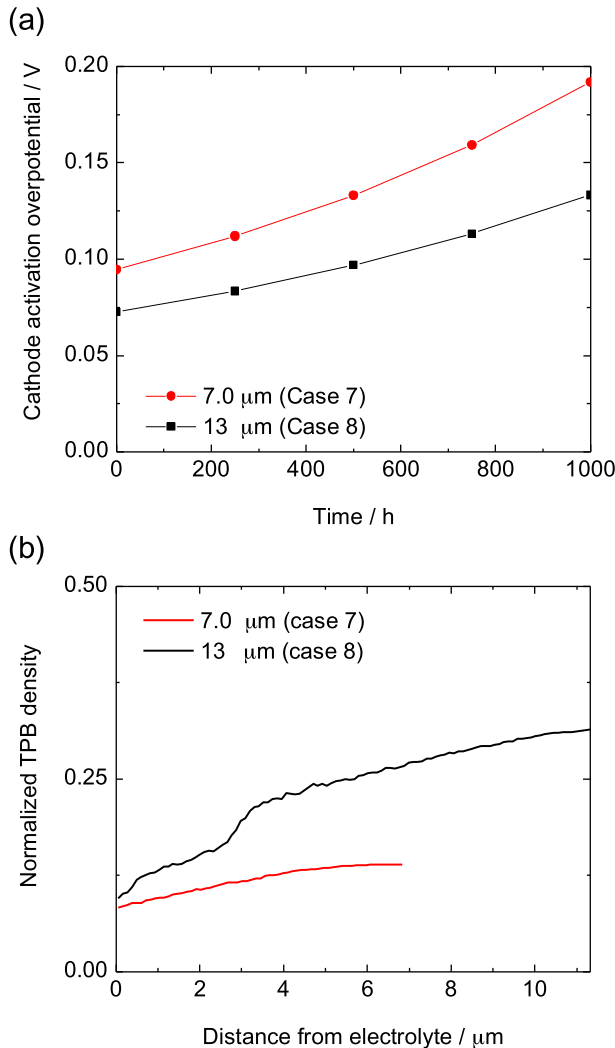 (a)
Cathode activation overpotential / V
0.20
0.15
0.10
0.05
0.00
7.0 μm (Case 7)
13 μm (Case 8)
0 200 400 600 800 1000
Time / h
(b)
Normalized TPB density
0.50
0.25
0.00
7.0 μm (case 7)
13 μm (case 8)
0 2 4 6 8 10
Distance from electrolyte / μm